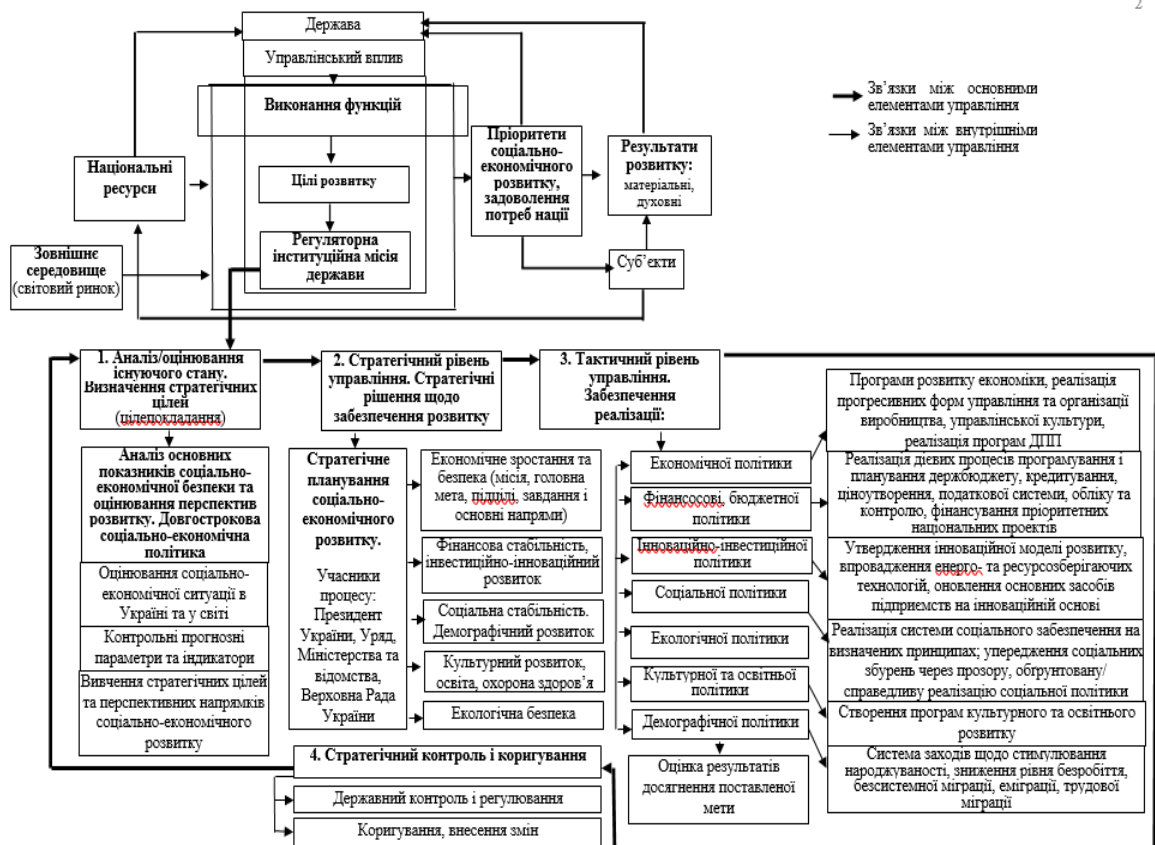 2
Держава
Управлінський вплив
Виконання функцій
Цілі розвитку
Регуляторна
інституційна місія
держави
Національні
ресурси
Зовнішнє
середовище
(світовий ринок)
Пріоритети
соціально-
економічного
розвитку,
задоволення
потреб нації
Результати
розвитку:
матеріальні,
духовні
Суб’єкти
Зв’язки між основними
елементами управління
Зв’язки між внутрішніми
елементами управління
1. Аналіз/оцінювання
існуючого стану.
Визначення стратегічних
цілей
(цілепокладання)
Аналіз основних
показників соціально-
економічної безпеки та
оцінювання перспектив
розвитку. Довгострокова
соціально-економічна
політика
Оцінювання соціально-
економічної ситуації в
Україні та у світі
Контрольні прогнозні
параметри та індикатори
Вивчення стратегічних цілей
та перспективних напрямків
соціально-економічного
розвитку
2. Стратегічний рівень
управління. Стратегічні
рішення щодо
забезпечення розвитку
Стратегічне
планування
соціально-
економічного
розвитку.
Учасники
процесу:
Президент
України, Уряд,
Міністерства та
відомства,
Верховна Рада
України
Економічне зростання та
безпека (місія, головна
мета, підцілі, завдання і
основні напрями)
Фінансова стабільність,
інвестиційно-інноваційний
розвиток
Соціальна стабільність.
Демографічний розвиток
Культурний розвиток,
освіта, охорона здоров’я
Екологічна безпека
3. Тактичний рівень
управління.
Забезпечення
реалізації:
Економічної політики
Фінансосові, бюджетної
політики
Інноваційно-інвестиційної
політики
Соціальної політики
Екологічної політики
Культурної та освітньої
політики
Демографічної політики
Оцінка результатів
досягнення поставленої
мети
Програми розвитку економіки, реалізація
прогресивних форм управління та організації
виробництва, управлінської культури,
реалізація програм ДПП
Реалізація дієвих процесів програмування і
планування держбюджету, кредитування,
ціноутворення, податкової системи, обліку та
контролю, фінансування пріоритетних
національних проектів
Утвердження інноваційної моделі розвитку,
впровадження енерго- та ресурсозберігаючих
технологій, оновлення основних засобів
підприємств на інноваційній основі
Реалізація системи соціального забезпечення на
визначених принципах; упередження соціальних
збурень через прозору, обґрунтовану/
справедливу реалізацію соціальної політики
Створення програм культурного та освітнього
розвитку
Система заходів щодо стимулювання
народжуваності, зниження рівня безробіття,
безсистемної міграції, еміграції, трудової
міграції
4. Стратегічний контроль і коригування
Державний контроль і регулювання
Коригування, внесення змін